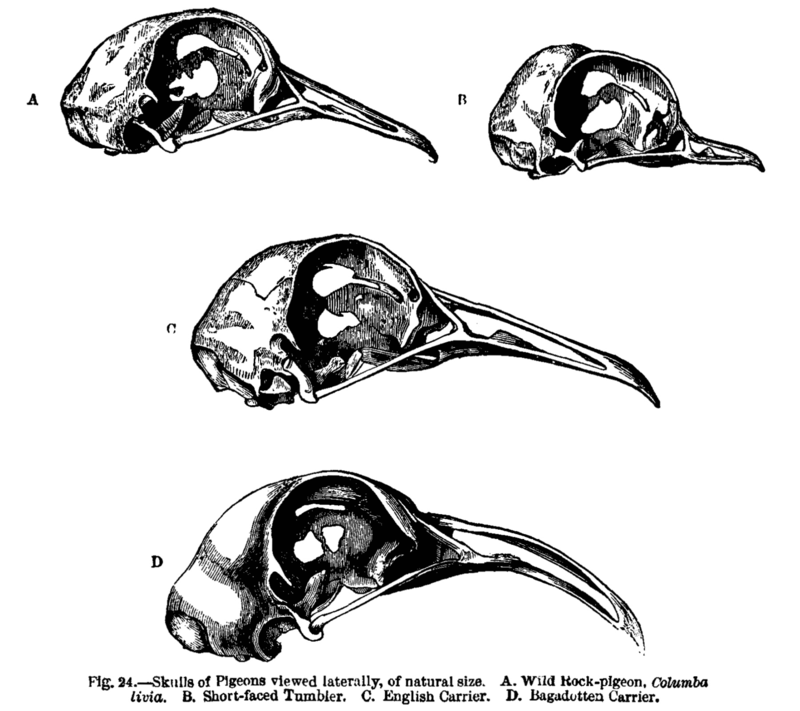 A
B
C
D
Fig. 24.—Skulls of Pigeons viewed laterally, of natural size. A. Wild Rock-pigeon, Columba
livia. B. Short-faced Tumbler. C. English Carrier. D. Bagadotten Carrier.